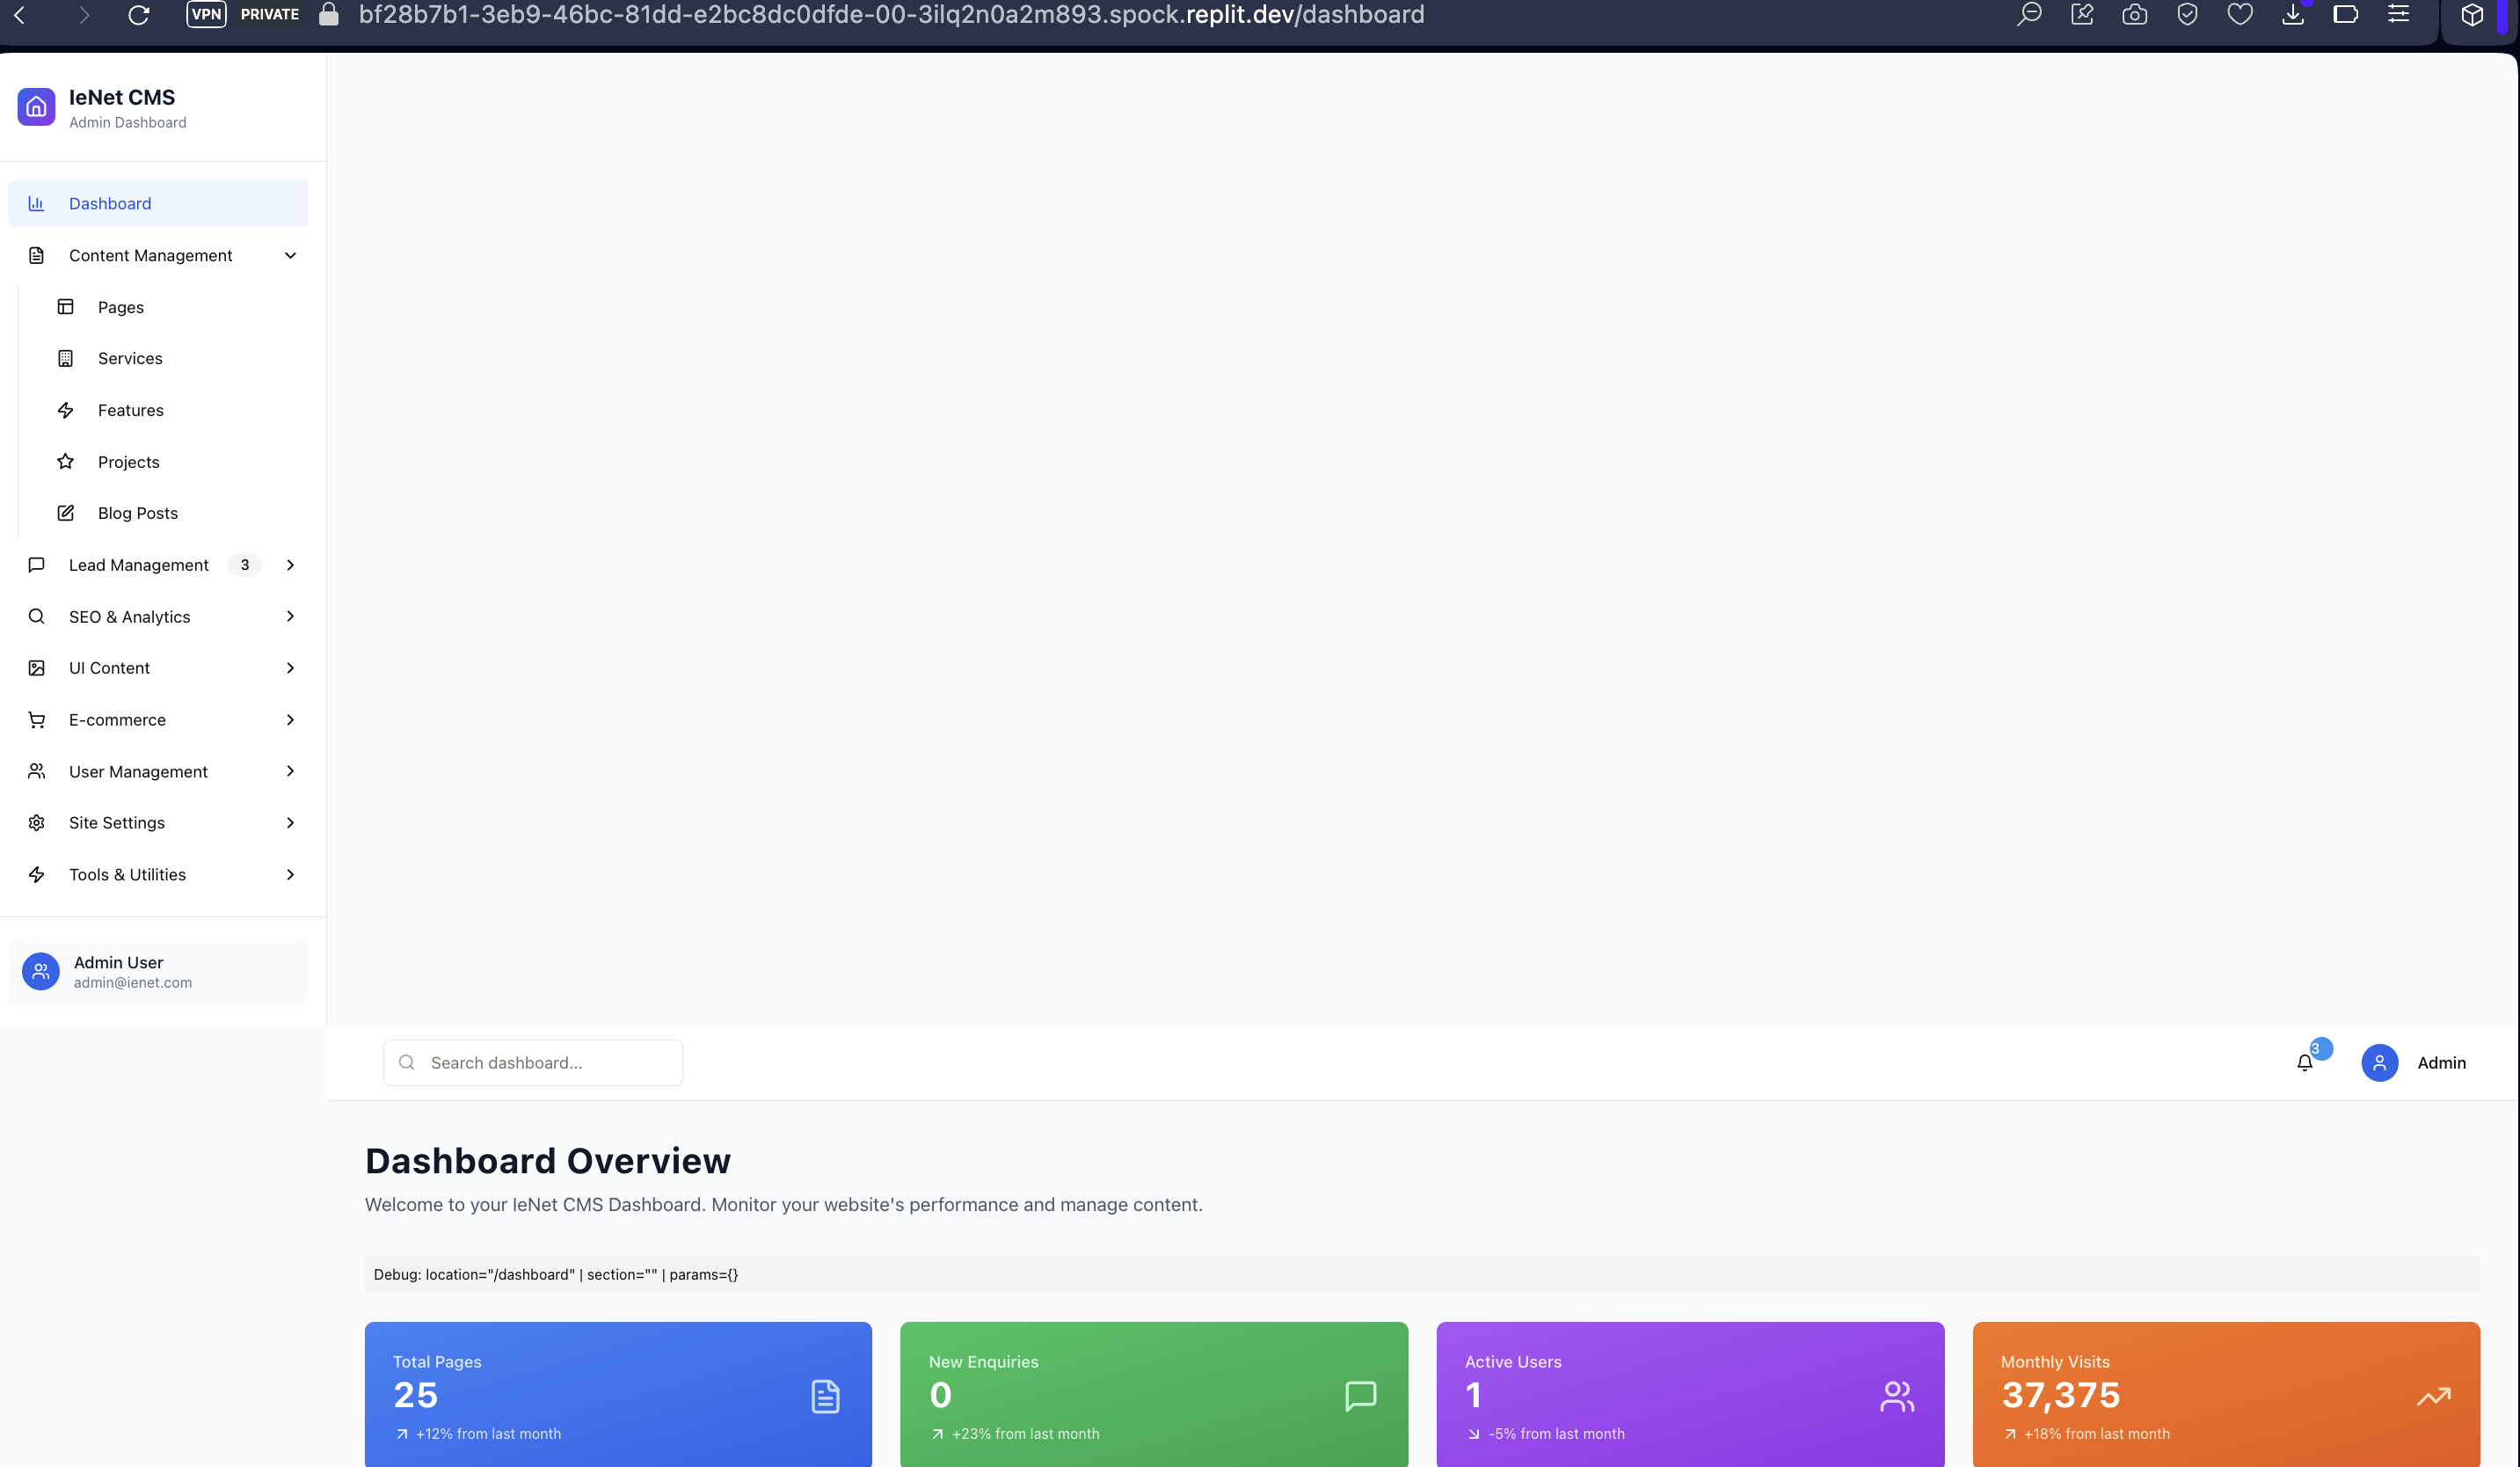 VPN PRIVATE bf28b7b1-3eb9-46bc-81dd-e2bc8dc0dfde-00-3ilq2n0a2m893.spock.replit.dev/dashboard
IeNet CMS
Admin Dashboard
Dashboard
Content Management
Pages
Services
Features
Projects
Blog Posts
Lead Management 3
SEO & Analytics
UI Content
E-commerce
User Management
Site Settings
Tools & Utilities
Admin User
admin@ienet.com
Search dashboard...
3
Admin
Dashboard Overview
Welcome to your IeNet CMS Dashboard. Monitor your website's performance and manage content.
Debug: location="/dashboard" | section="" | params={}
Total Pages
25
+12% from last month
New Enquiries
0
+23% from last month
Active Users
1
-5% from last month
Monthly Visits
37,375
+18% from last month